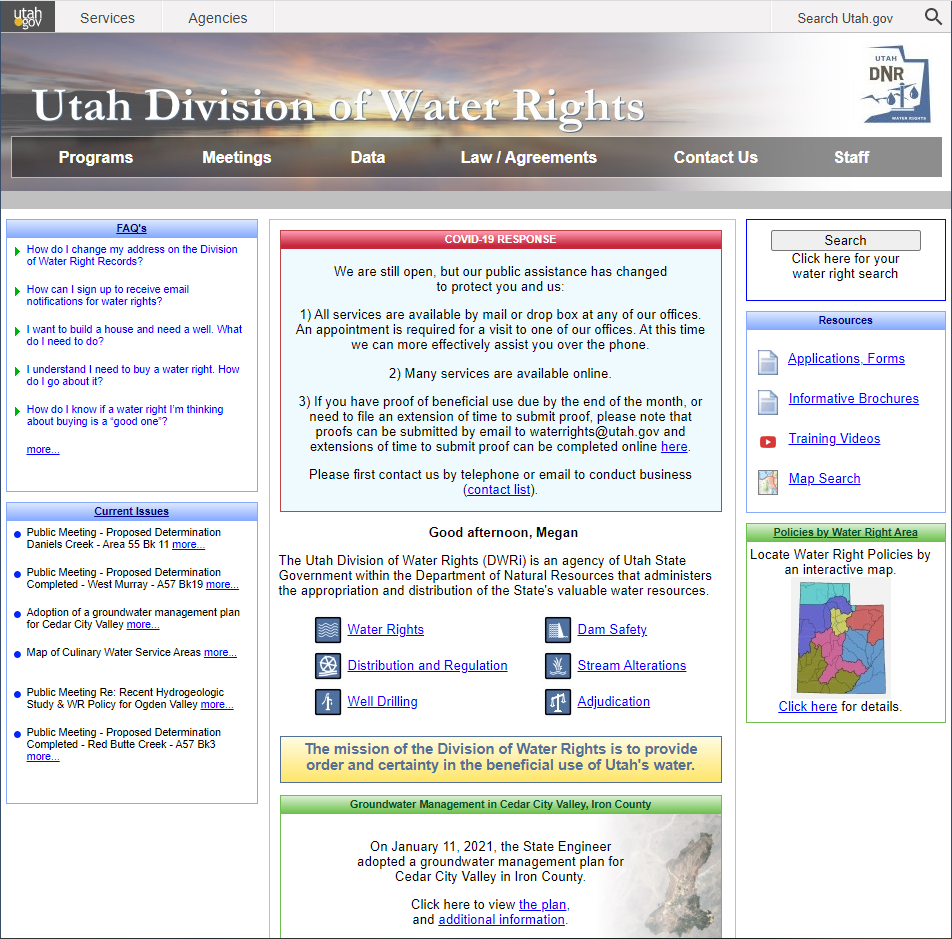 utah
gov
Services
Agencies
Search Utah.gov
Utah Division of Water Rights
UTAH
DNR
WATER RIGHTS
Programs
Meetings
Data
Law / Agreements
Contact Us
Staff
FAQ's
How do I change my address on the Division
of Water Right Records?
How can I sign up to receive email
notifications for water rights?
I want to build a house and need a well. What
do I need to do?
I understand I need to buy a water right. How
do I go about it?
How do I know if a water right I'm thinking
about buying is a “good one”?
more...
Current Issues
Public Meeting - Proposed Determination
Daniels Creek - Area 55 Bk 11 more...
Public Meeting - Proposed Determination
Completed - West Murray - A57 Bk19 more...
Adoption of a groundwater management plan
for Cedar City Valley more...
Map of Culinary Water Service Areas more...
Public Meeting Re: Recent Hydrogeologic
Study & WR Policy for Ogden Valley more...
Public Meeting - Proposed Determination
Completed - Red Butte Creek - A57 Bk3
more...
COVID-19 RESPONSE
We are still open, but our public assistance has changed
to protect you and us:
1) All services are available by mail or drop box at any of our offices.
An appointment is required for a visit to one of our offices. At this time
we can more effectively assist you over the phone.
2) Many services are available online.
3) If you have proof of beneficial use due by the end of the month, or
need to file an extension of time to submit proof, please note that
proofs can be submitted by email to waterrights@utah.gov and
extensions of time to submit proof can be completed online here.
Please first contact us by telephone or email to conduct business
(contact list).
Good afternoon, Megan
The Utah Division of Water Rights (DWRi) is an agency of Utah State
Government within the Department of Natural Resources that administers
the appropriation and distribution of the State's valuable water resources.
Water Rights
Dam Safety
Distribution and Regulation
Stream Alterations
Well Drilling
Adjudication
The mission of the Division of Water Rights is to provide
order and certainty in the beneficial use of Utah's water.
Groundwater Management in Cedar City Valley, Iron County
On January 11, 2021, the State Engineer
adopted a groundwater management plan for
Cedar City Valley in Iron County.
Click here to view the plan,
and additional information.
Search
Click here for your
water right search
Resources
Applications, Forms
Informative Brochures
Training Videos
Map Search
Policies by Water Right Area
Locate Water Right Policies by
an interactive map.
Click here for details.